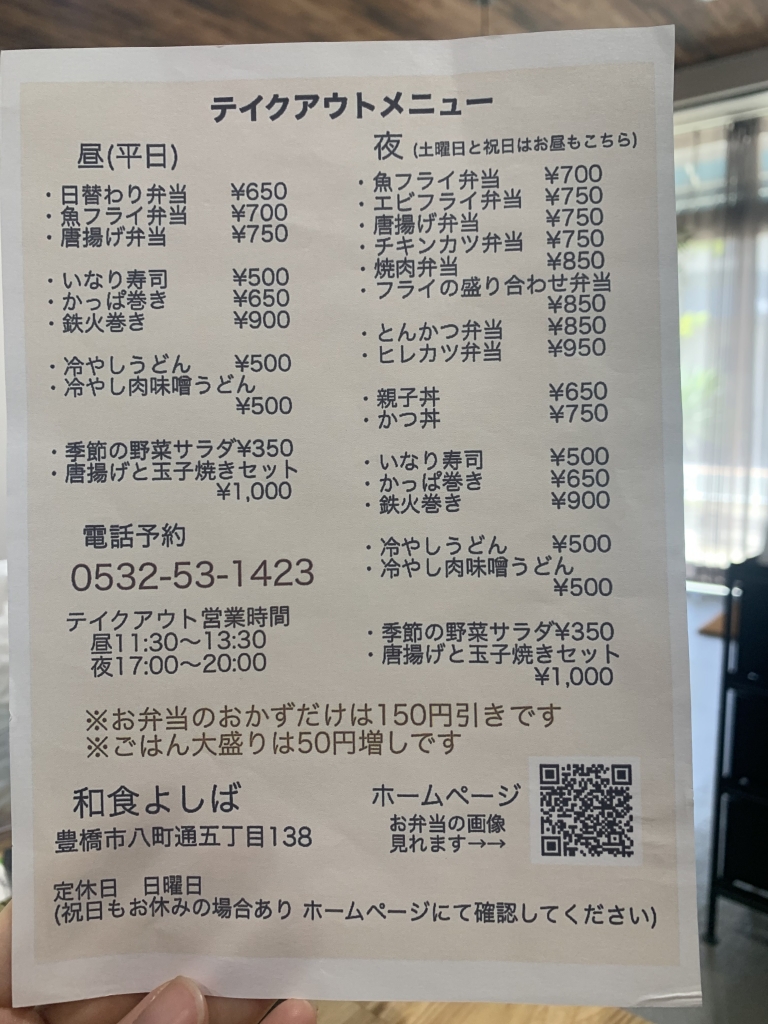 テイクアウトメニュー
昼(平日)
・日替わり弁当 ¥650
・魚フライ弁当 ¥700
・唐揚げ弁当 ¥750
・いなり寿司 ¥500
・かっぱ巻き ¥650
・鉄火巻き ¥900
・冷やしうどん ¥500
・冷やし肉味噌うどん
¥500
・季節の野菜サラダ¥350
・唐揚げと玉子焼きセット
¥1,000
電話予約
0532-53-1423
テイクアウト営業時間
昼11:30〜13:30
夜17:00〜20:00
夜 (土曜日と祝日はお昼もこちら)
・魚フライ弁当 ¥700
・エビフライ弁当 ¥750
・唐揚げ弁当 ¥750
・チキンカツ弁当 ¥750
・焼肉弁当 ¥850
・フライの盛り合わせ弁当
¥850
・とんかつ弁当 ¥850
・ヒレカツ弁当 ¥950
・親子丼 ¥650
・かつ丼 ¥750
・いなり寿司 ¥500
・かっぱ巻き ¥650
・鉄火巻き ¥900
・冷やしうどん ¥500
・冷やし肉味噌うどん
¥500
・季節の野菜サラダ¥350
・唐揚げと玉子焼きセット
¥1,000
※お弁当のおかずだけは150円引きです
※ごはん大盛りは50円増しです
和食よしば
豊橋市八町通五丁目138
ホームページ
お弁当の画像
見れます→→
定休日 日曜日
(祝日もお休みの場合あり ホームページにて確認してください)